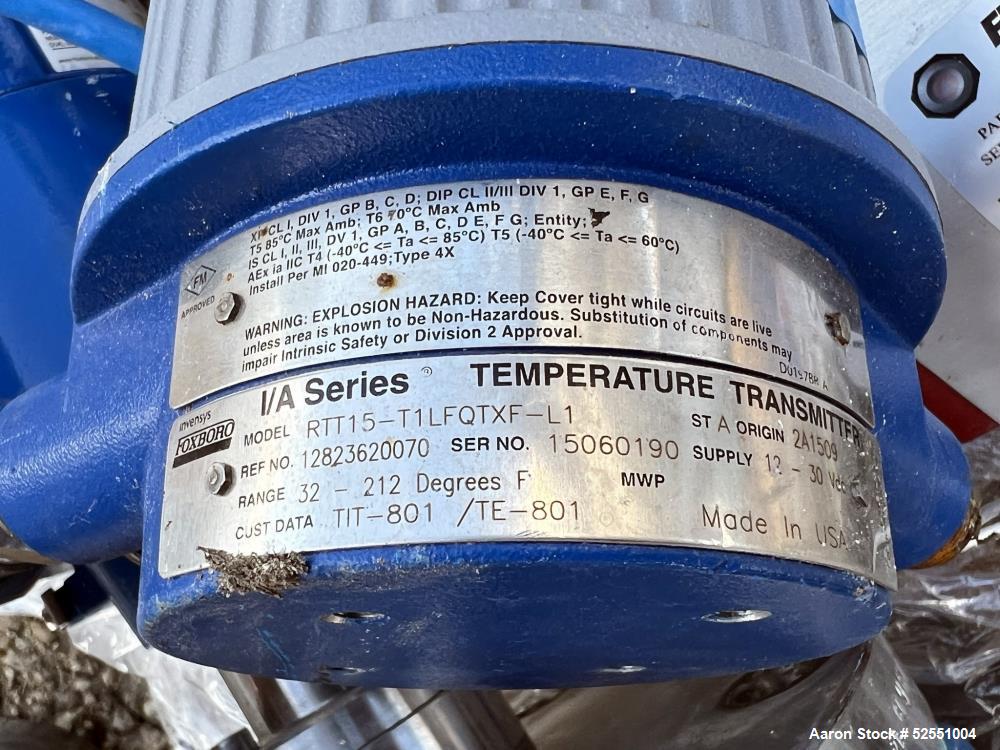 XP CL I, DIV 1, GP B, C, D; DIP CL II/III DIV 1, GP E, F, G
T5 85°C Max Amb; T6 70°C Max Amb
IS CL I, II, III, DV 1, GP A, B, C, D E, F G; Entity;
AEx ia IIC T4 (-40°C <= Ta <= 85°C) T5 (-40°C <= Ta <= 60°C)
Install Per MI 020-449;Type 4X
FM
APPROVED
WARNING: EXPLOSION HAZARD: Keep Cover tight while circuits are live
unless area is known to be Non-Hazardous. Substitution of components may
impair Intrinsic Safety or Division 2 Approval.
invensys
FOXBORO
I/A Series ® TEMPERATURE TRANSMITTER
MODEL RTT15-T1LFQTXF-L1 ST A ORIGIN 2A1509
REF NO. 12823620070 SER NO. 15060190 SUPPLY 12 - 30 Vdc
RANGE 32 - 212 Degrees F MWP
CUST DATA TIT-801 /TE-801 Made In USA
Aaron Stock # 52551004